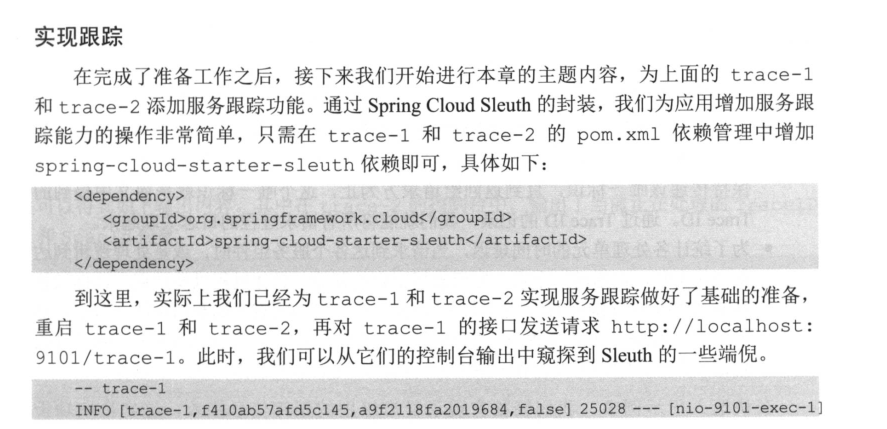 实现跟踪
在完成了准备工作之后，接下来我们开始进行本章的主题内容，为上面的 trace-1
和 trace-2 添加服务跟踪功能。通过 Spring Cloud Sleuth 的封装，我们为应用增加服务跟
踪能力的操作非常简单，只需在 trace-1 和 trace-2 的 pom.xml 依赖管理中增加
spring-cloud-starter-sleuth 依赖即可，具体如下：
<dependency>
<groupId>org.springframework.cloud</groupId>
<artifactId>spring-cloud-starter-sleuth</artifactId>
</dependency>
到这里，实际上我们已经为 trace-1 和 trace-2 实现服务跟踪做好了基础的准备，
重启 trace-1 和 trace-2，再对 trace-1 的接口发送请求 http://localhost:
9101/trace-1。此时，我们可以从它们的控制台输出中窥探到 Sleuth 的一些端倪。
-- trace-1
INFO [trace-1,f410ab57afd5c145,a9f2118fa2019684,false] 25028 --- [nio-9101-exec-1]